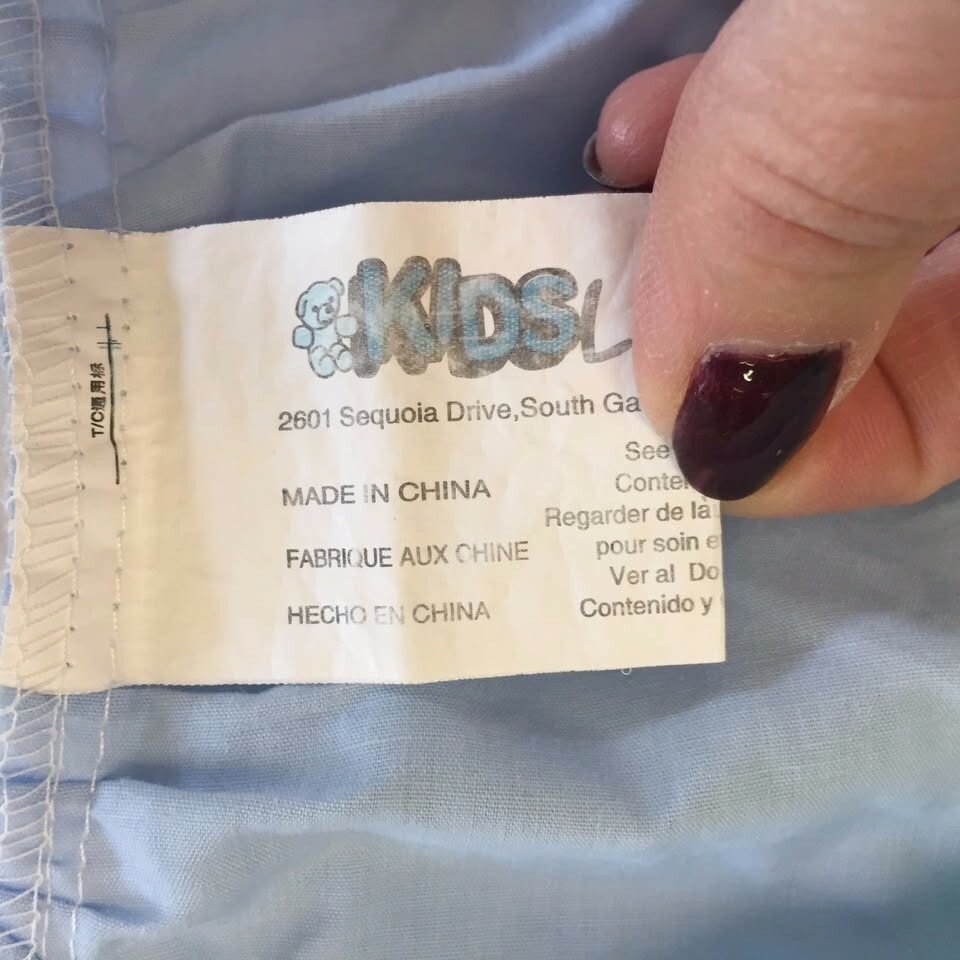 KIDS L
2601 Sequoia Drive,South Ga
See
Conte
MADE IN CHINA
Regarder de la
FABRIQUE AUX CHINE
pour soin e
Ver al Do
HECHO EN CHINA
Contenido y
T/C通用标